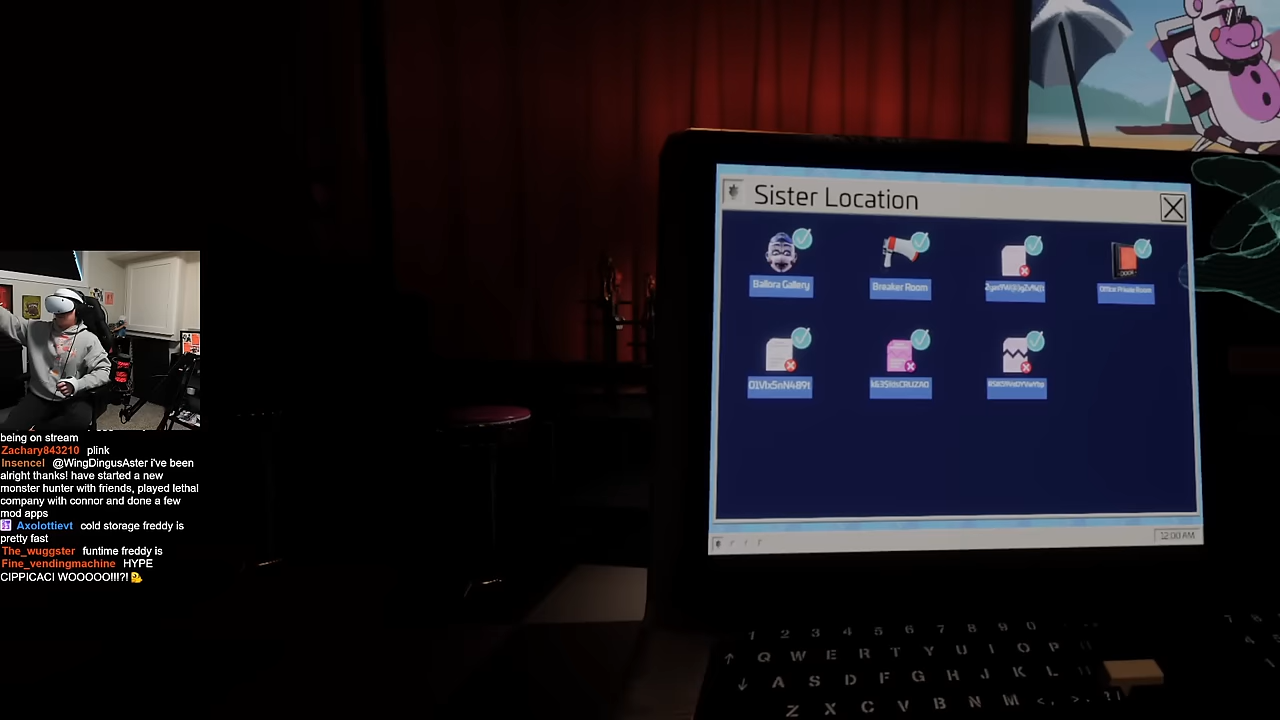 Sister Location
Ballora Gallery
Breaker Room
Office: Private Room
01Vlx5nN489t
12:00 AM
being on stream
Zachary843210 plink
Insencel @WingDingusAster i've been
alright thanks! have started a new
monster hunter with friends, played lethal
company with connor and done a few
mod apps
Axolottievt cold storage freddy is
pretty fast
The_wuggster funtime freddy is
Fine_vendingmachine HYPE
CIPPICACI WOOOOO!!!?!
1 2 3 4 5 6 7 8 9 0
Q W E R T Y U I O P
A S D F G H J K L
Z X C V B N M <, >. ?!